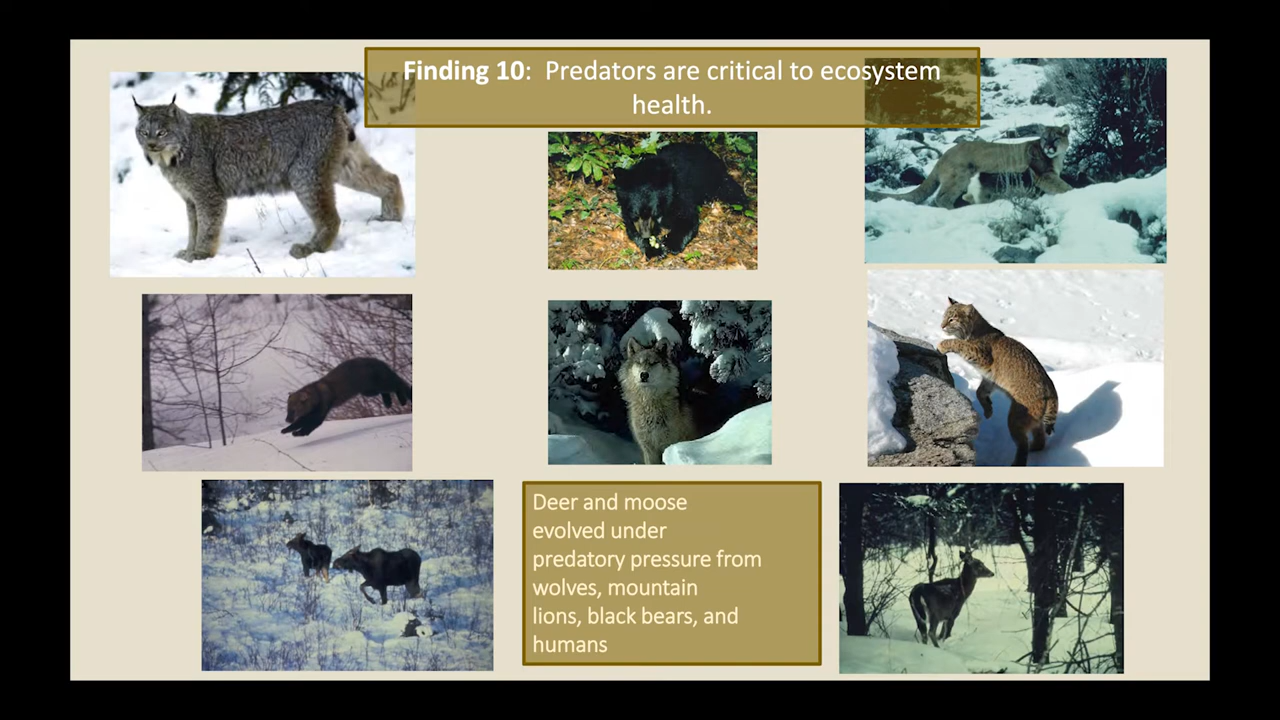 Finding 10: Predators are critical to ecosystem
health.
Deer and moose
evolved under
predatory pressure from
wolves, mountain
lions, black bears, and
humans